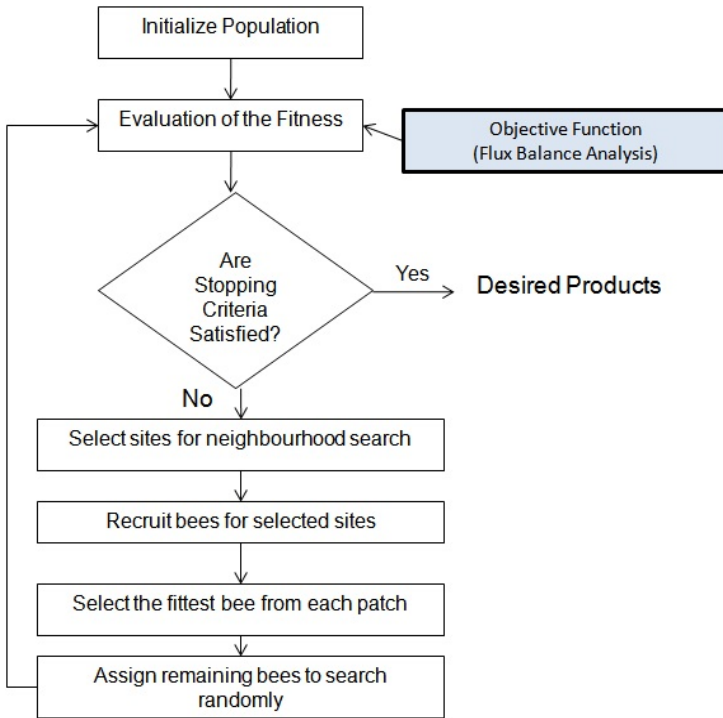 Initialize Population
Evaluation of the Fitness
Objective Function
(Flux Balance Analysis)
Are
Stopping
Criteria
Satisfied?
Yes
Desired Products
No
Select sites for neighbourhood search
Recruit bees for selected sites
Select the fittest bee from each patch
Assign remaining bees to search
randomly